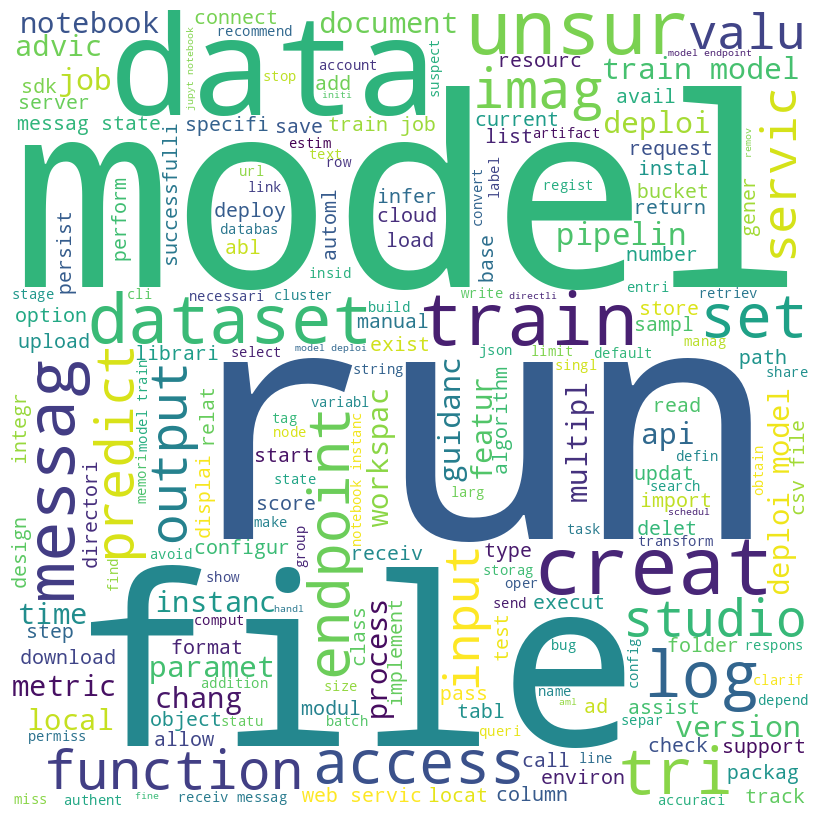 notebook
connect
recommend
document
unsur
valu
model endpoint
advic
data
jupyt notebook
stop
account
add
initi
suspect
resourc
train model
sdk
job
server
imag
avail
messag state
specifi
save
train job
current
deploi
servic
estim
text
row
list
artifact
request
remov
model
url
link
label
convert
instal
gener
persist
perform
successfulli
deploy
databas
abl
automl
infer
cloud
load
base
regist
bucket
return
pipelin
number
insid
stage
cli
necessari
cluster
build
write
directli
entri
retriev
option
dataset
manual
train
store
set
upload
librari
select
model deploi
exist
json
limit
default
sampl
manag
string
singl
path
share
integr
messag
predict
model train
memori
output
relat
displai
tag
variabl
node
start
run
endpoint
workspac
guidanc
featur
algorithm
multipl
api
read
defin
updat
search
import
obtain
csv file
deploi model
directori
state
notebook instanc
score
make
larg
schedul
task
delet
transform
design
find
avoid
configur
group
receiv
type
storag
oper
input
creat
show
file
time
instanc
handl
comput
class
implement
process
send
execut
test
studio
step
format
folder
respons
download
paramet
addition
bug
config
log
clarif
metric
chang
size
pass
name
assist
depend
local
object
statu
modul
batch
tabl
aml
ad
separ
version
permiss
allow
queri
check
support
function
access
call
line
environ
tri
packag
miss
authent
fine
receiv messag
web servic
locat
column
accuraci
track